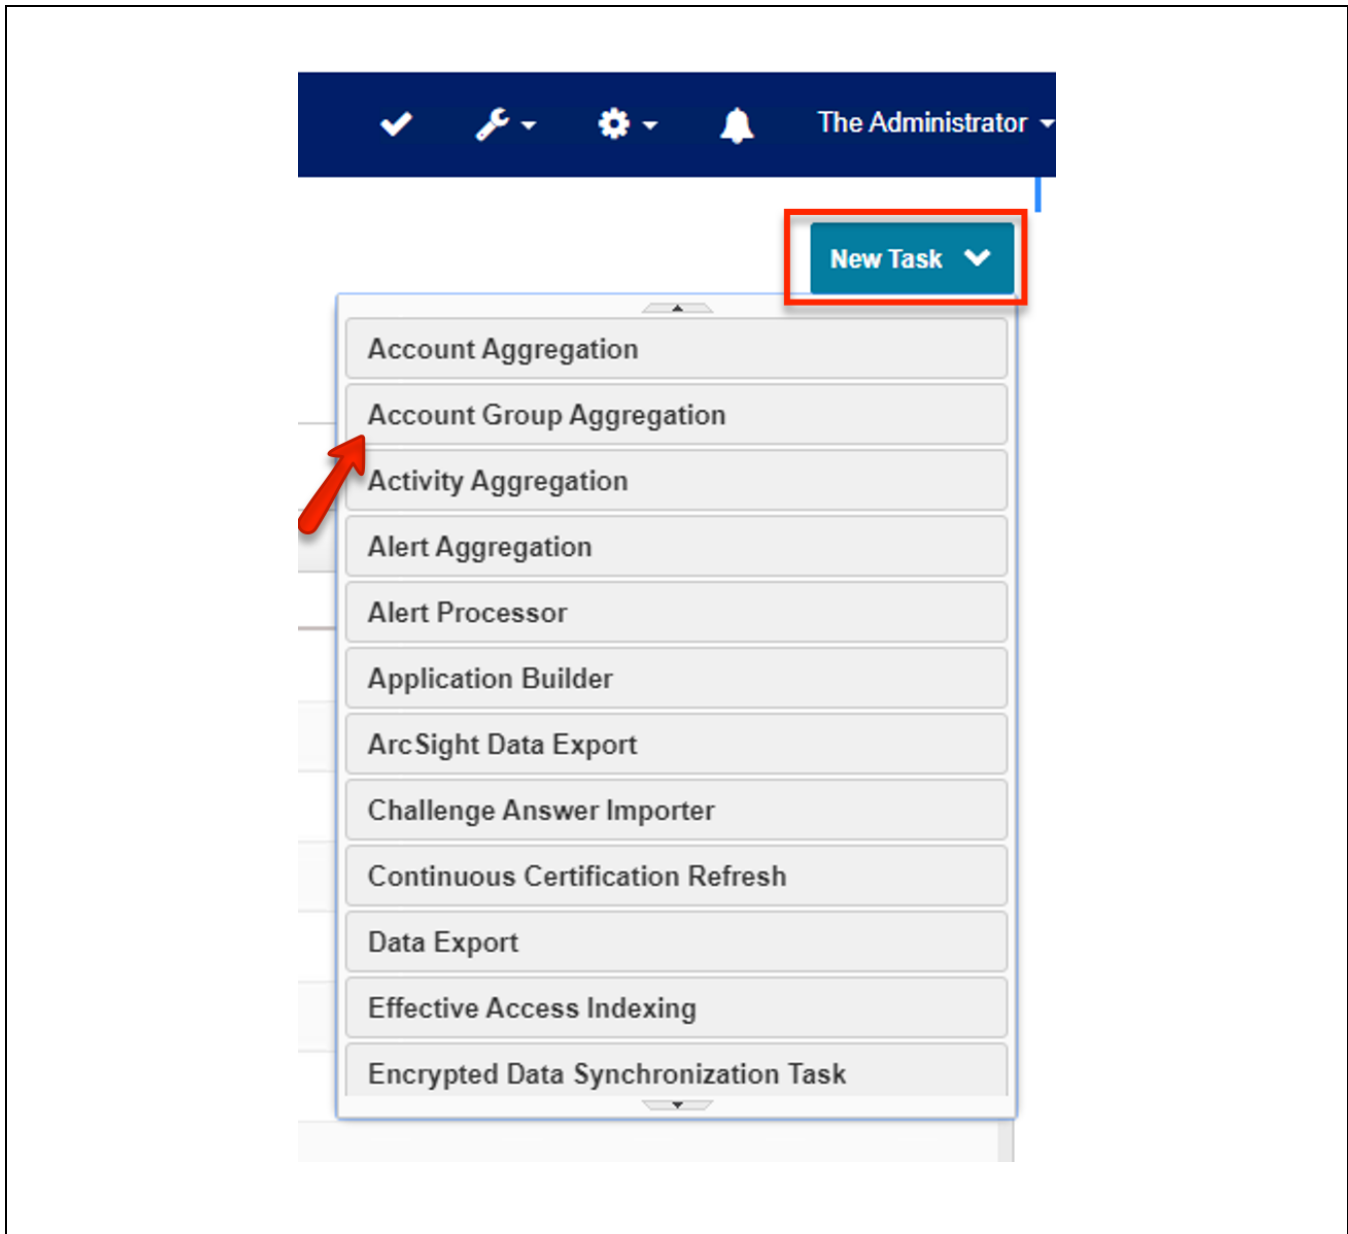 The Administrator
New Task
Account Aggregation
Account Group Aggregation
Activity Aggregation
Alert Aggregation
Alert Processor
Application Builder
ArcSight Data Export
Challenge Answer Importer
Continuous Certification Refresh
Data Export
Effective Access Indexing
Encrypted Data Synchronization Task